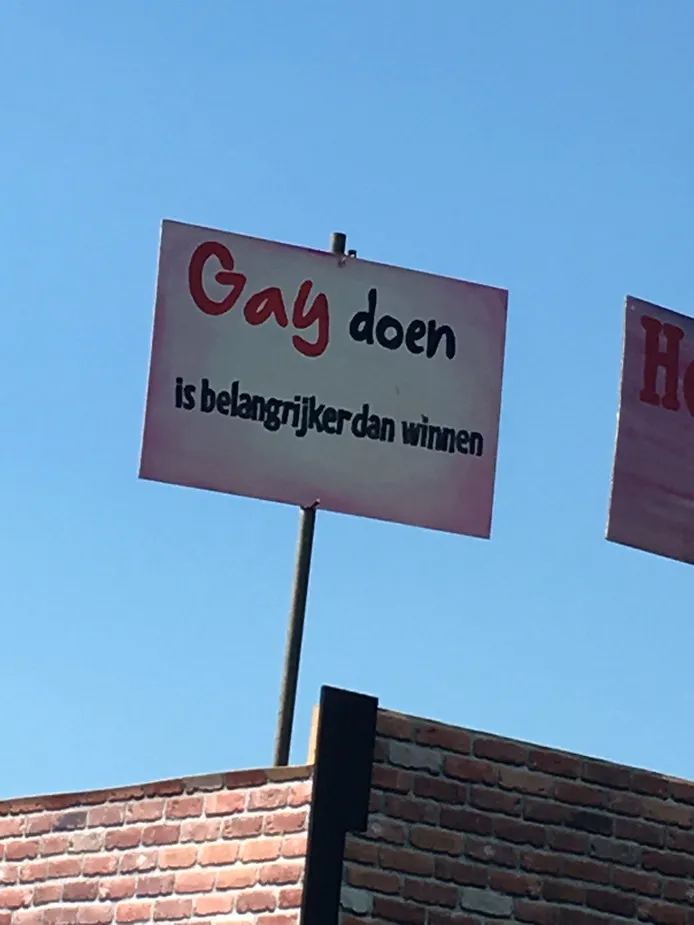 Gay doen
is belangrijker dan winnen